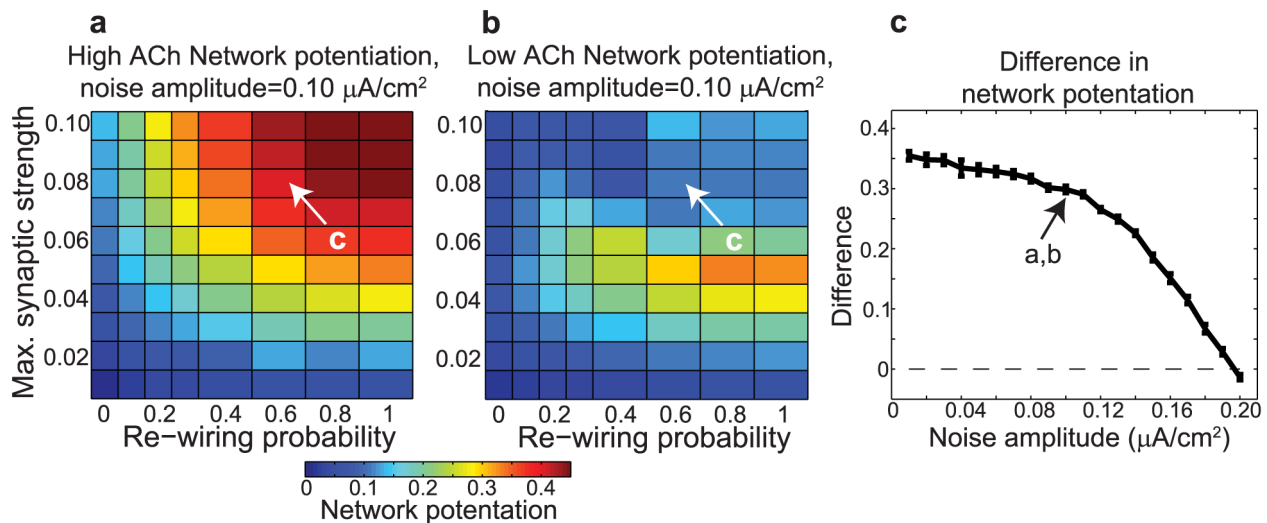 a
High ACh Network potentiation,
noise amplitude=0.10 μA/cm²
Max. synaptic strength
0.10
0.08
0.06
0.04
0.02
c
0 0.2 0.4 0.6 1
Re-wiring probability
b
Low ACh Network potentiation,
noise amplitude=0.10 μA/cm²
0.10
0.08
0.06
0.04
0.02
c
0 0.2 0.4 0.6 1
Re-wiring probability
0 0.1 0.2 0.3 0.4
Network potentation
c
Difference in
network potentation
Difference
0.4
0.3
0.2
0.1
0
a,b
0 0.04 0.08 0.12 0.16 0.20
Noise amplitude (μA/cm²)